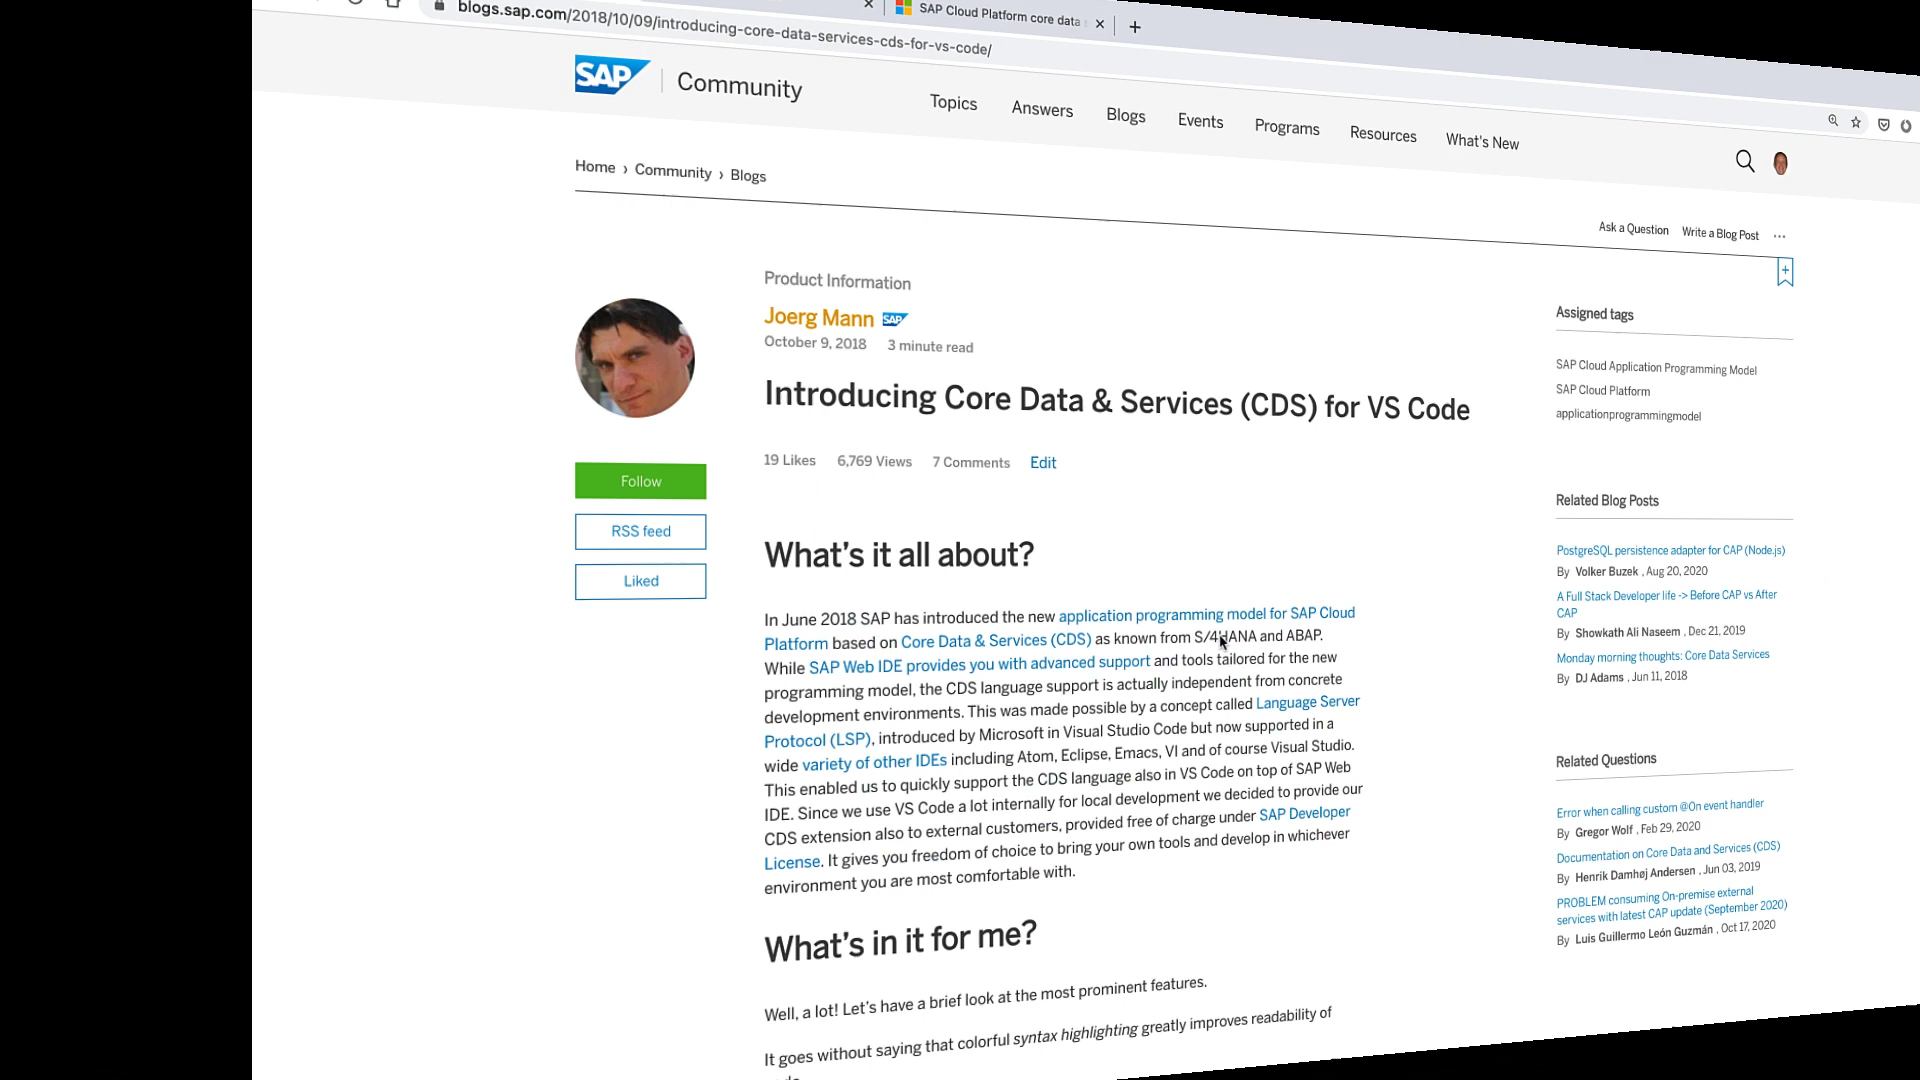 SAP Cloud Platform core data
blogs.sap.com/2018/10/09/introducing-core-data-services-cds-for-vs-code/
SAP Community
Topics Answers Blogs Events Programs Resources What's New
Home › Community › Blogs
Ask a Question Write a Blog Post ...
Product Information
Joerg Mann SAP
October 9, 2018 3 minute read
Introducing Core Data & Services (CDS) for VS Code
19 Likes 6,769 Views 7 Comments Edit
Follow
RSS feed
Liked
What's it all about?
In June 2018 SAP has introduced the new application programming model for SAP Cloud
Platform based on Core Data & Services (CDS) as known from S/4HANA and ABAP.
While SAP Web IDE provides you with advanced support and tools tailored for the new
programming model, the CDS language support is actually independent from concrete
development environments. This was made possible by a concept called Language Server
Protocol (LSP), introduced by Microsoft in Visual Studio Code but now supported in a
wide variety of other IDEs including Atom, Eclipse, Emacs, VI and of course Visual Studio.
This enabled us to quickly support the CDS language also in VS Code on top of SAP Web
IDE. Since we use VS Code a lot internally for local development we decided to provide our
CDS extension also to external customers, provided free of charge under SAP Developer
License. It gives you freedom of choice to bring your own tools and develop in whichever
environment you are most comfortable with.
What's in it for me?
Well, a lot! Let's have a brief look at the most prominent features.
It goes without saying that colorful syntax highlighting greatly improves readability of
Assigned tags
SAP Cloud Application Programming Model
SAP Cloud Platform
applicationprogrammingmodel
Related Blog Posts
PostgreSQL persistence adapter for CAP (Node.js)
By Volker Buzek , Aug 20, 2020
A Full Stack Developer life -> Before CAP vs After
CAP
By Showkath Ali Naseem , Dec 21, 2019
Monday morning thoughts: Core Data Services
By DJ Adams , Jun 11, 2018
Related Questions
Error when calling custom @On event handler
By Gregor Wolf , Feb 29, 2020
Documentation on Core Data and Services (CDS)
By Henrik Damhøj Andersen , Jun 03, 2019
PROBLEM consuming On-premise external
services with latest CAP update (September 2020)
By Luis Guillermo León Guzmán , Oct 17, 2020